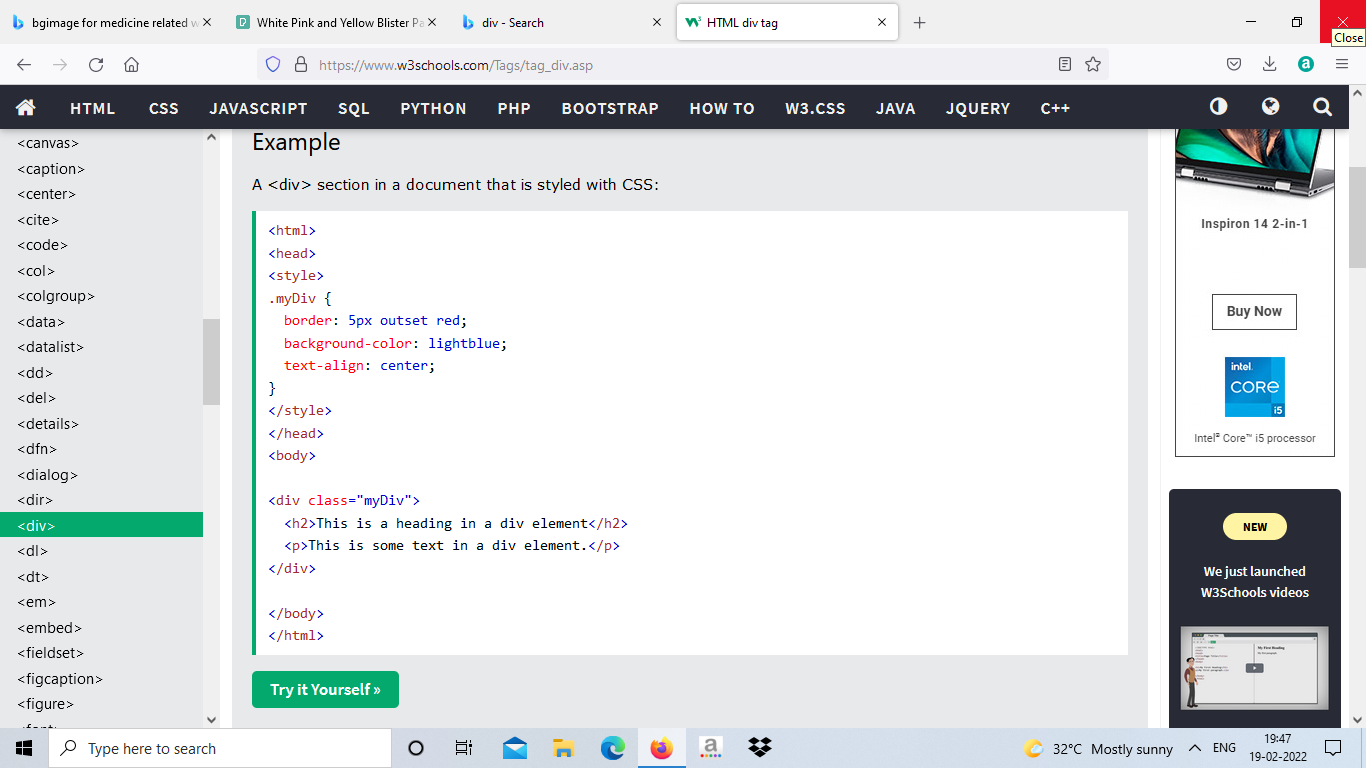 bgimage for medicine related w
White Pink and Yellow Blister Pa
div - Search
HTML div tag
Close
https://www.w3schools.com/Tags/tag_div.asp
HTML CSS JAVASCRIPT SQL PYTHON PHP BOOTSTRAP HOW TO W3.CSS JAVA JQUERY C++
<canvas>
<caption>
<center>
<cite>
<code>
<col>
<colgroup>
<data>
<datalist>
<dd>
<del>
<details>
<dfn>
<dialog>
<dir>
<div>
<dl>
<dt>
<em>
<embed>
<fieldset>
<figcaption>
<figure>
Example
A <div> section in a document that is styled with CSS:
<html>
<head>
<style>
.myDiv {
  border: 5px outset red;
  background-color: lightblue;
  text-align: center;
}
</style>
</head>
<body>
<div class="myDiv">
  <h2>This is a heading in a div element</h2>
  <p>This is some text in a div element.</p>
</div>
</body>
</html>
Try it Yourself »
Inspiron 14 2-in-1
Buy Now
intel.
CORE
i5
Intel® Core™ i5 processor
NEW
We just launched
W3Schools videos
My First Heading
Type here to search
32°C Mostly sunny
ENG
19:47
19-02-2022